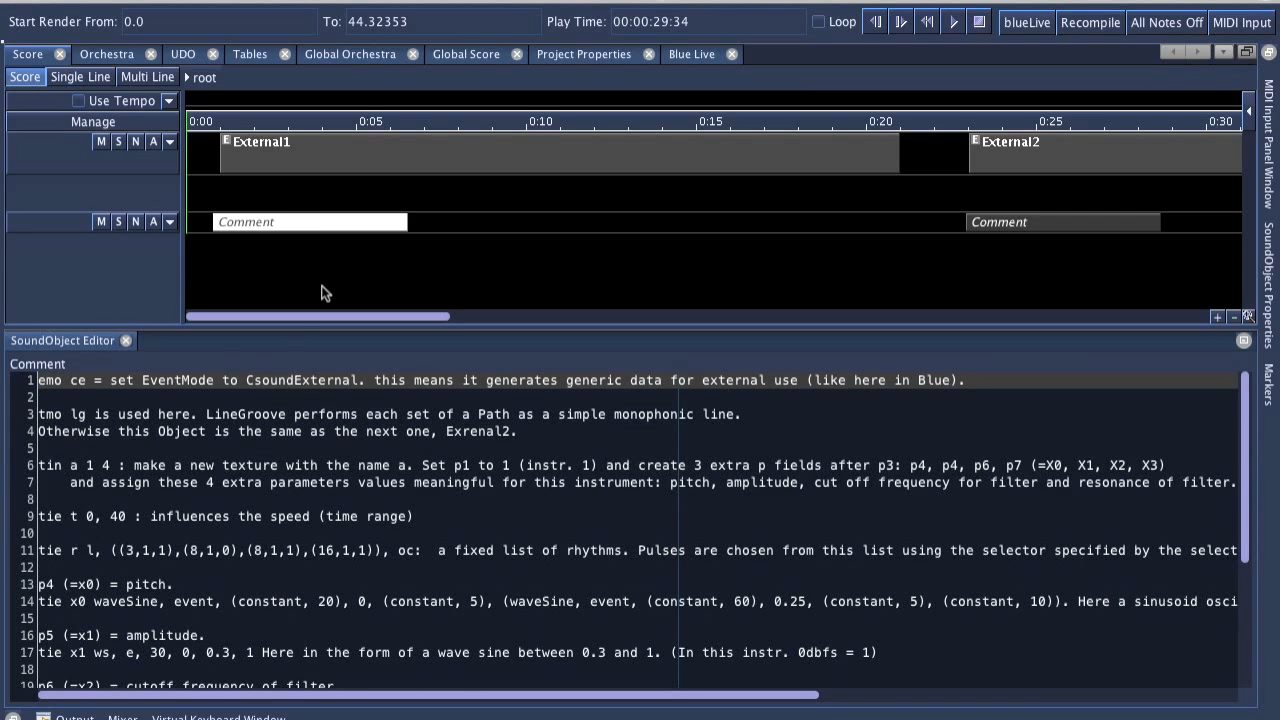 Start Render From: 0.0 To: 44.32353 Play Time: 00:00:29:34 Loop blueLive Recompile All Notes Off MIDI Input
Score Orchestra UDO Tables Global Orchestra Global Score Project Properties Blue Live
Score Single Line Multi Line root
Use Tempo
Manage 0:00 0:05 0:10 0:15 0:20 0:25 0:30
M S N A E External1 E External2
M S N A Comment Comment
MIDI Input Panel Window
SoundObject Properties
Marks
SoundObject Editor
Comment
1 emo ce = set EventMode to CsoundExternal. this means it generates generic data for external use (like here in Blue).
2
3 tmo lg is used here. LineGroove performs each set of a Path as a simple monophonic line.
4 Otherwise this Object is the same as the next one, Exrenal2.
5
6 tin a 1 4 : make a new texture with the name a. Set p1 to 1 (instr. 1) and create 3 extra p fields after p3: p4, p4, p6, p7 (=X0, X1, X2, X3)
7 and assign these 4 extra parameters values meaningful for this instrument: pitch, amplitude, cut off frequency for filter and resonance of filter.
8
9 tie t 0, 40 : influences the speed (time range)
10
11 tie r l, ((3,1,1),(8,1,0),(8,1,1),(16,1,1)), oc: a fixed list of rhythms. Pulses are chosen from this list using the selector specified by the select
12
13 p4 (=x0) = pitch.
14 tie x0 waveSine, event, (constant, 20), 0, (constant, 5), (waveSine, event, (constant, 60), 0.25, (constant, 5), (constant, 10)). Here a sinusoid osci
15
16 p5 (=x1) = amplitude.
17 tie x1 ws, e, 30, 0, 0.3, 1 Here in the form of a wave sine between 0.3 and 1. (In this instr. 0dbfs = 1)
18
19 p6 (=x2) = cutoff frequency of filter
Output Mixer Virtual Keyboard Window